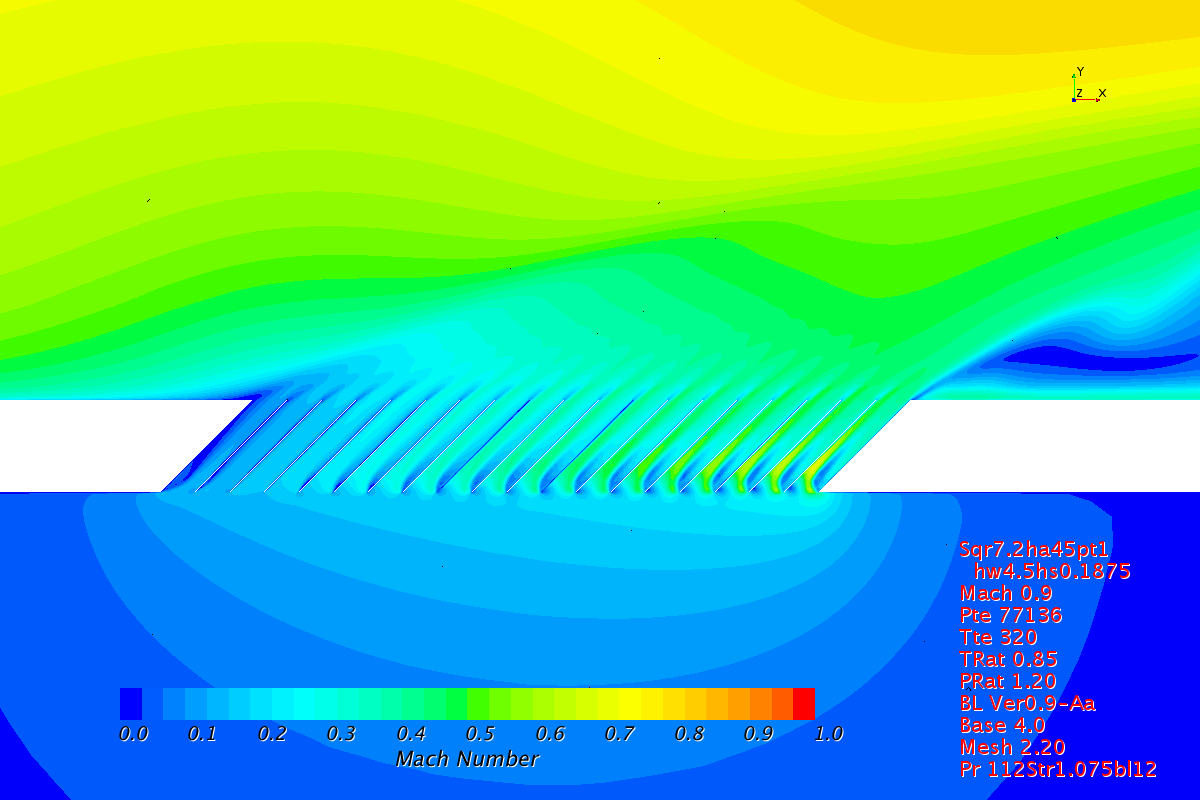 Y
Z X
Sqr7.2ha45pt1
hw4.5hs0.1875
Mach 0.9
Pte 77136
Tte 320
TRat 0.85
PRat 1.20
BL Ver0.9-Aa
Base 4.0
Mesh 2.20
Pr 112Str1.075bl12
0.0 0.1 0.2 0.3 0.4 0.5 0.6 0.7 0.8 0.9 1.0
Mach Number